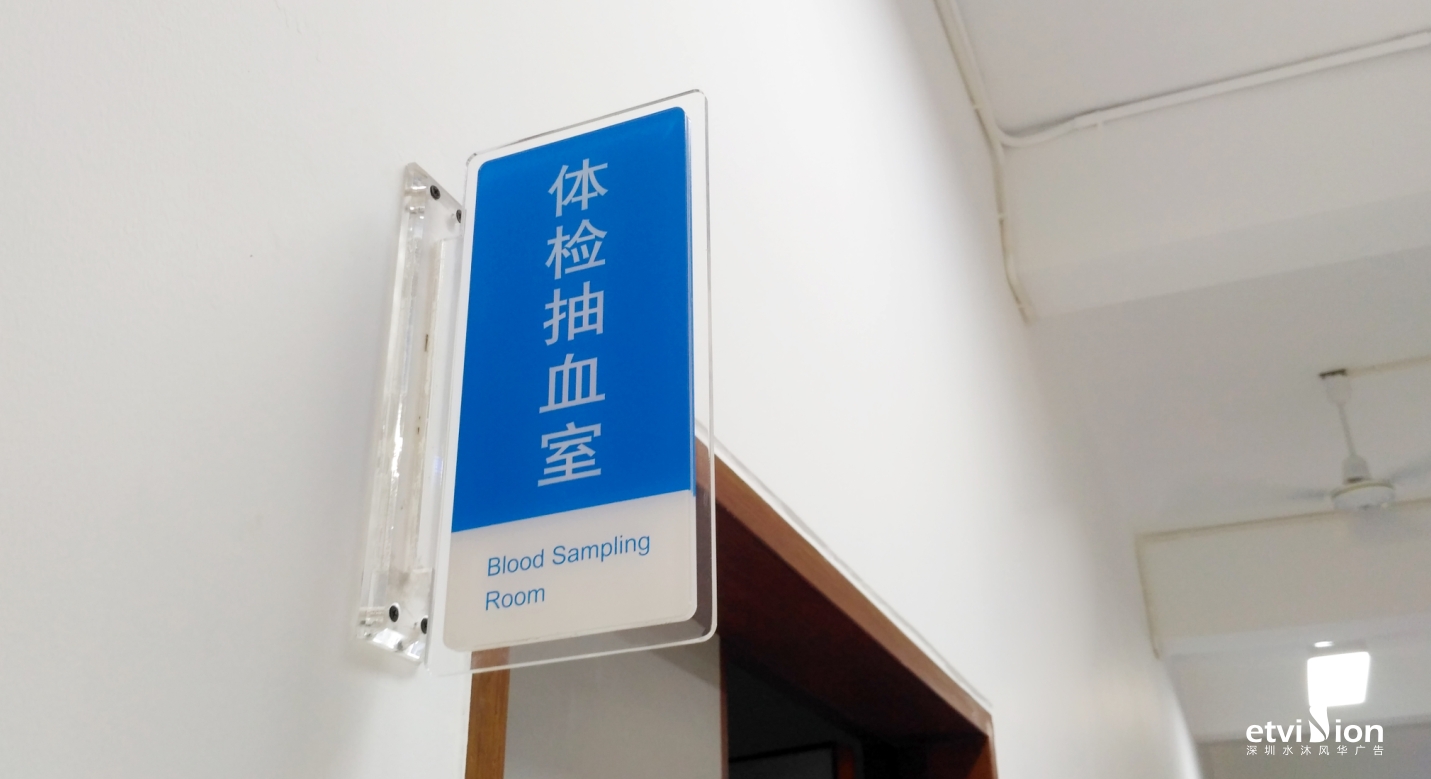 体检抽血室
Blood Sampling
Room
etvision
深圳水沐风华广告